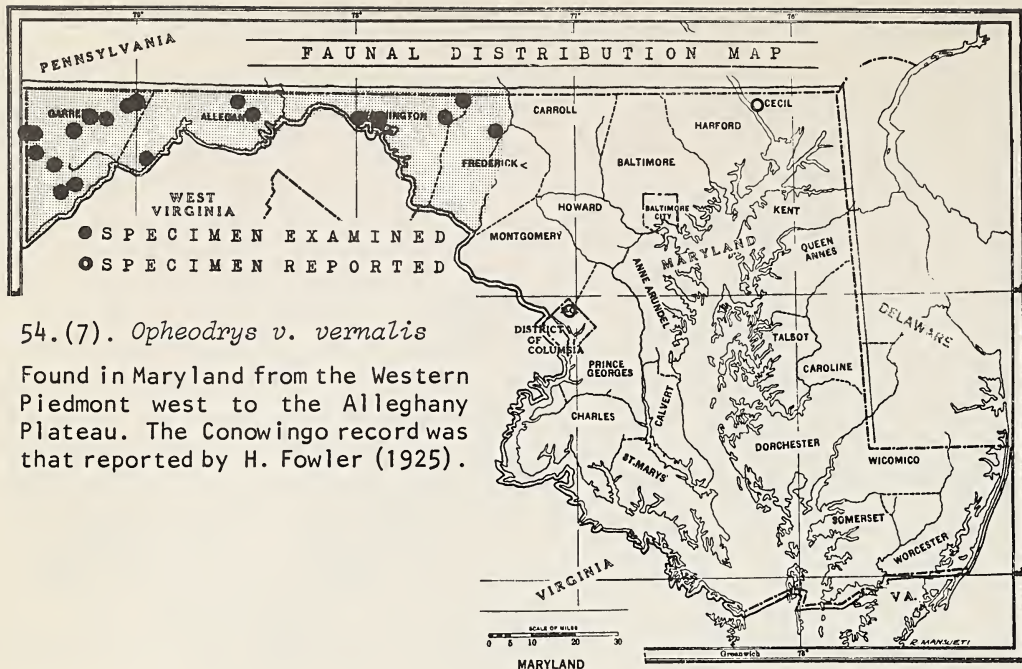 PENNSYLVANIA
FAUNAL DISTRIBUTION MAP
CARROLL
CECIL
HARFORD
FREDERICK
BALTIMORE
WEST
VIRGINIA
HOWARD
BALTIMORE
CITY
KENT
MONTGOMERY
MARYLAND
QUEEN
ANNES
● SPECIMEN EXAMINED
SPECIMEN REPORTED
ANNE ARUNDEL
DELAWARE
DISTRICT
OF
COLUMBIA
TALBOT
PRINCE
GEORGES
CAROLINE
CALVERT
CHARLES
DORCHESTER
ST. MARYS
WICOMICO
SOMERSET
WORCESTER
VIRGINIA
VA.
54.(7). Opheodrys v. vernalis
Found in Maryland from the Western
Piedmont west to the Alleghany
Plateau. The Conowingo record was
that reported by H. Fowler (1925).
SCALE OF MILES
0 5 10 20 30
MARYLAND
R. MANSUETI
Greenwich